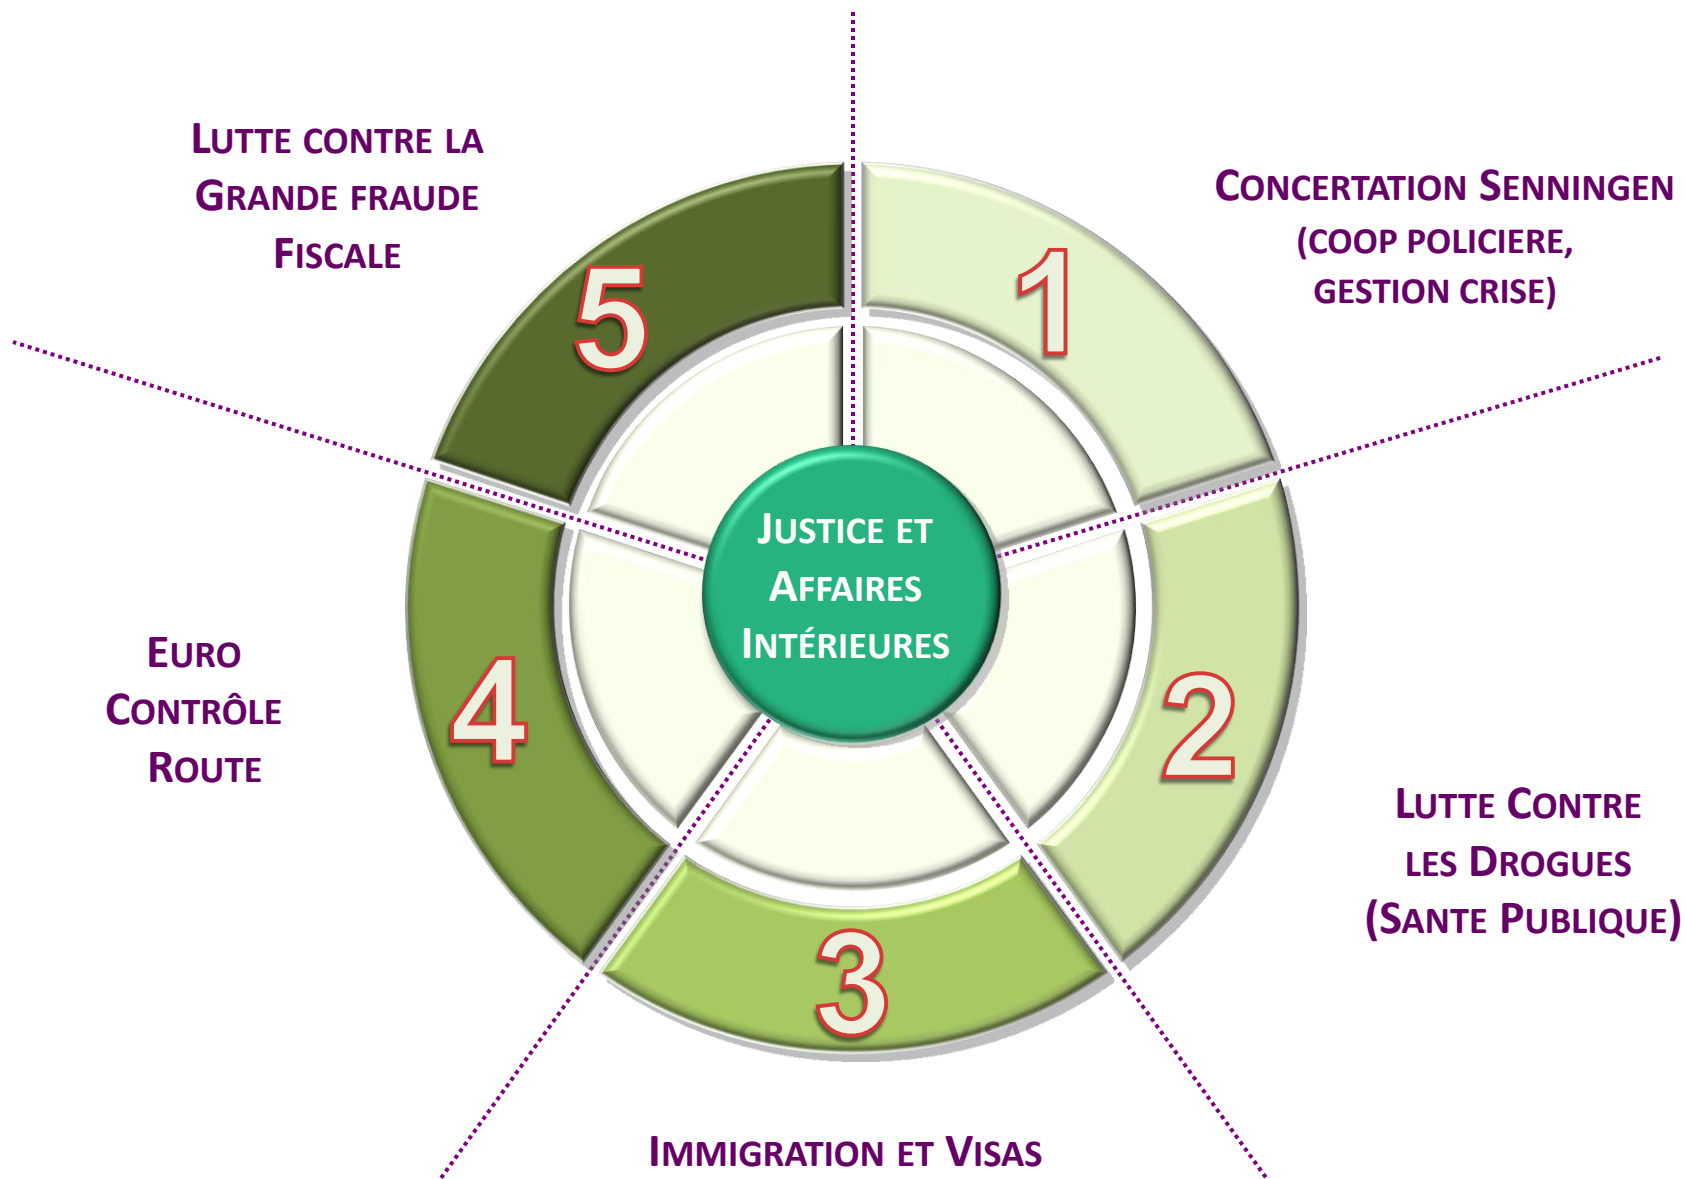 Lutte contre la
Grande fraude
Fiscale
5
Concertation Senningen
(coop policiere,
gestion crise)
1
Justice et
Affaires
Intérieures
Euro
Contrôle
Route
4
2
Lutte Contre
les Drogues
(Sante Publique)
3
Immigration et Visas